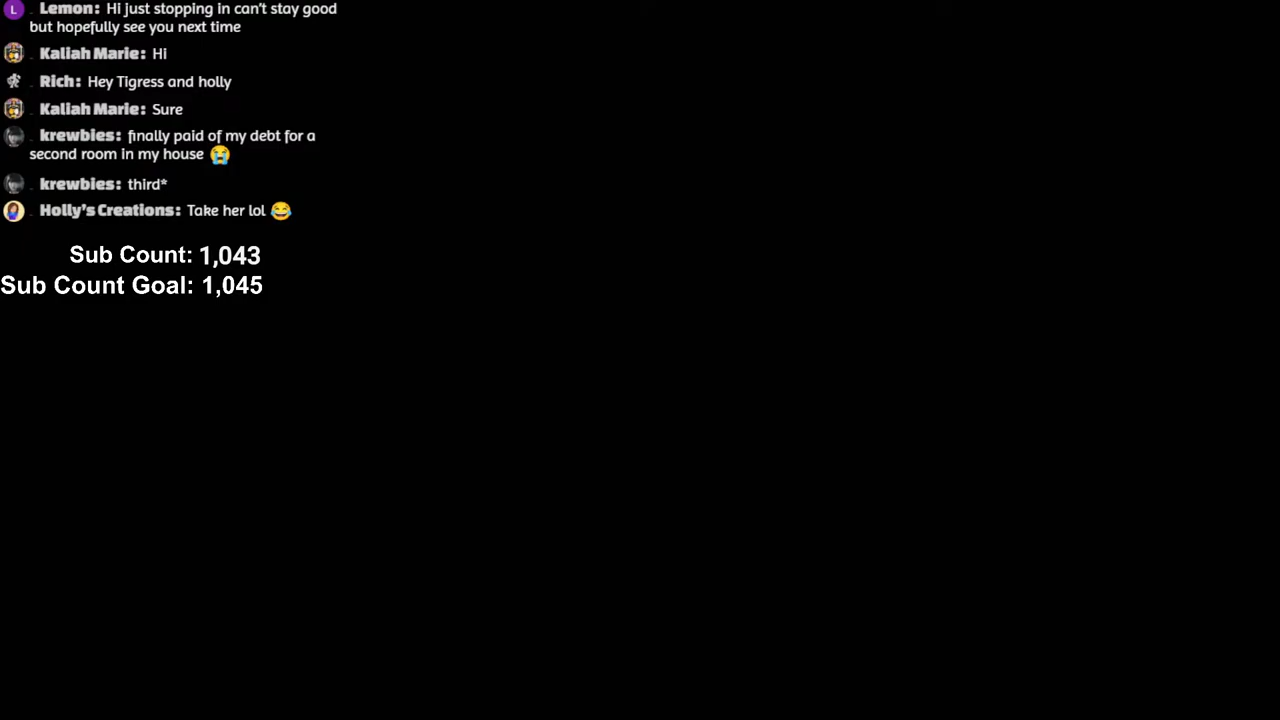 L Lemon: Hi just stopping in can't stay good
but hopefully see you next time
Kaliah Marie: Hi
Rich: Hey Tigress and holly
Kaliah Marie: Sure
krewbies: finally paid of my debt for a
second room in my house 😭
krewbies: third*
Holly's Creations: Take her lol 😂
Sub Count: 1,043
Sub Count Goal: 1,045